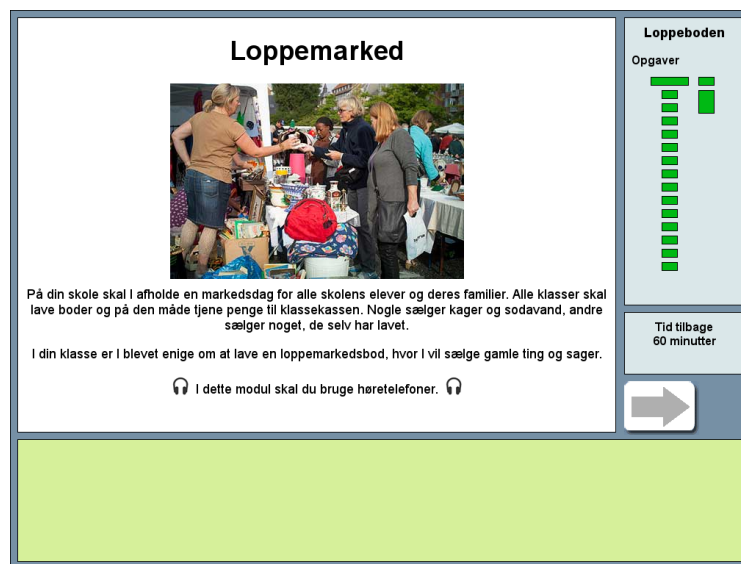 Loppemarked
På din skole skal I afholde en markedsdag for alle skolens elever og deres familier. Alle klasser skal
lave boder og på den måde tjene penge til klassekassen. Nogle sælger kager og sodavand, andre
sælger noget, de selv har lavet.
I din klasse er I blevet enige om at lave en loppemarkedsbod, hvor I vil sælge gamle ting og sager.
I dette modul skal du bruge høretelefoner.
Loppeboden
Opgaver
Tid tilbage
60 minutter